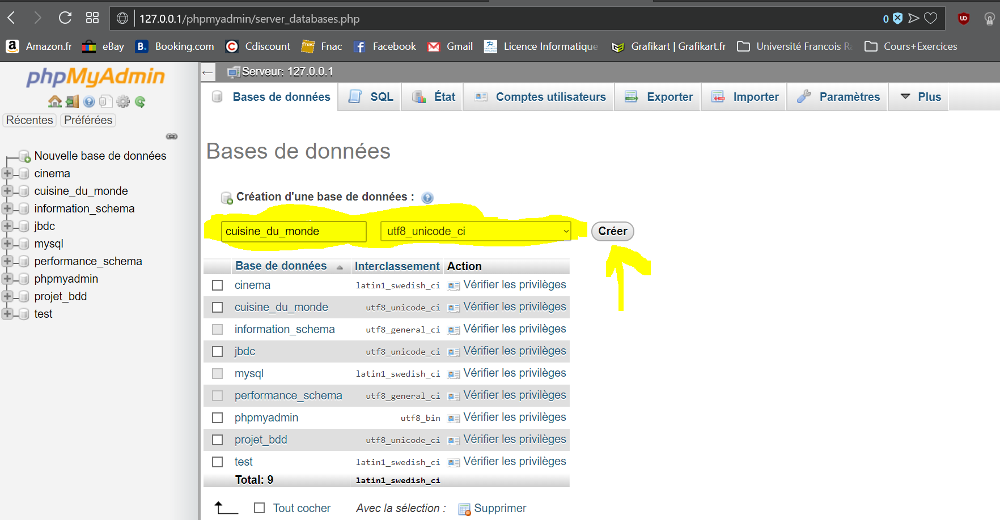 127.0.0.1/phpmyadmin/server_databases.php
0
Amazon.fr eBay Booking.com Cdiscount Fnac Facebook Gmail Licence Informatique Grafikart | Grafikart.fr Université Francois Cours+Exercices
phpMyAdmin
Récentes Préférées
Nouvelle base de données
cinema
cuisine_du_monde
information_schema
jbdc
mysql
performance_schema
phpmyadmin
projet_bdd
test
Serveur: 127.0.0.1
Bases de données SQL État Comptes utilisateurs Exporter Importer Paramètres Plus
Bases de données
Création d'une base de données :
cuisine_du_monde utf8_unicode_ci Créer
Base de données Interclassement Action
cinema latin1_swedish_ci Vérifier les privilèges
cuisine_du_monde utf8_unicode_ci Vérifier les privilèges
information_schema utf8_general_ci Vérifier les privilèges
jbdc utf8_unicode_ci Vérifier les privilèges
mysql latin1_swedish_ci Vérifier les privilèges
performance_schema utf8_general_ci Vérifier les privilèges
phpmyadmin utf8_bin Vérifier les privilèges
projet_bdd utf8_unicode_ci Vérifier les privilèges
test latin1_swedish_ci Vérifier les privilèges
Total: 9 latin1_swedish_ci
Tout cocher Avec la sélection : Supprimer